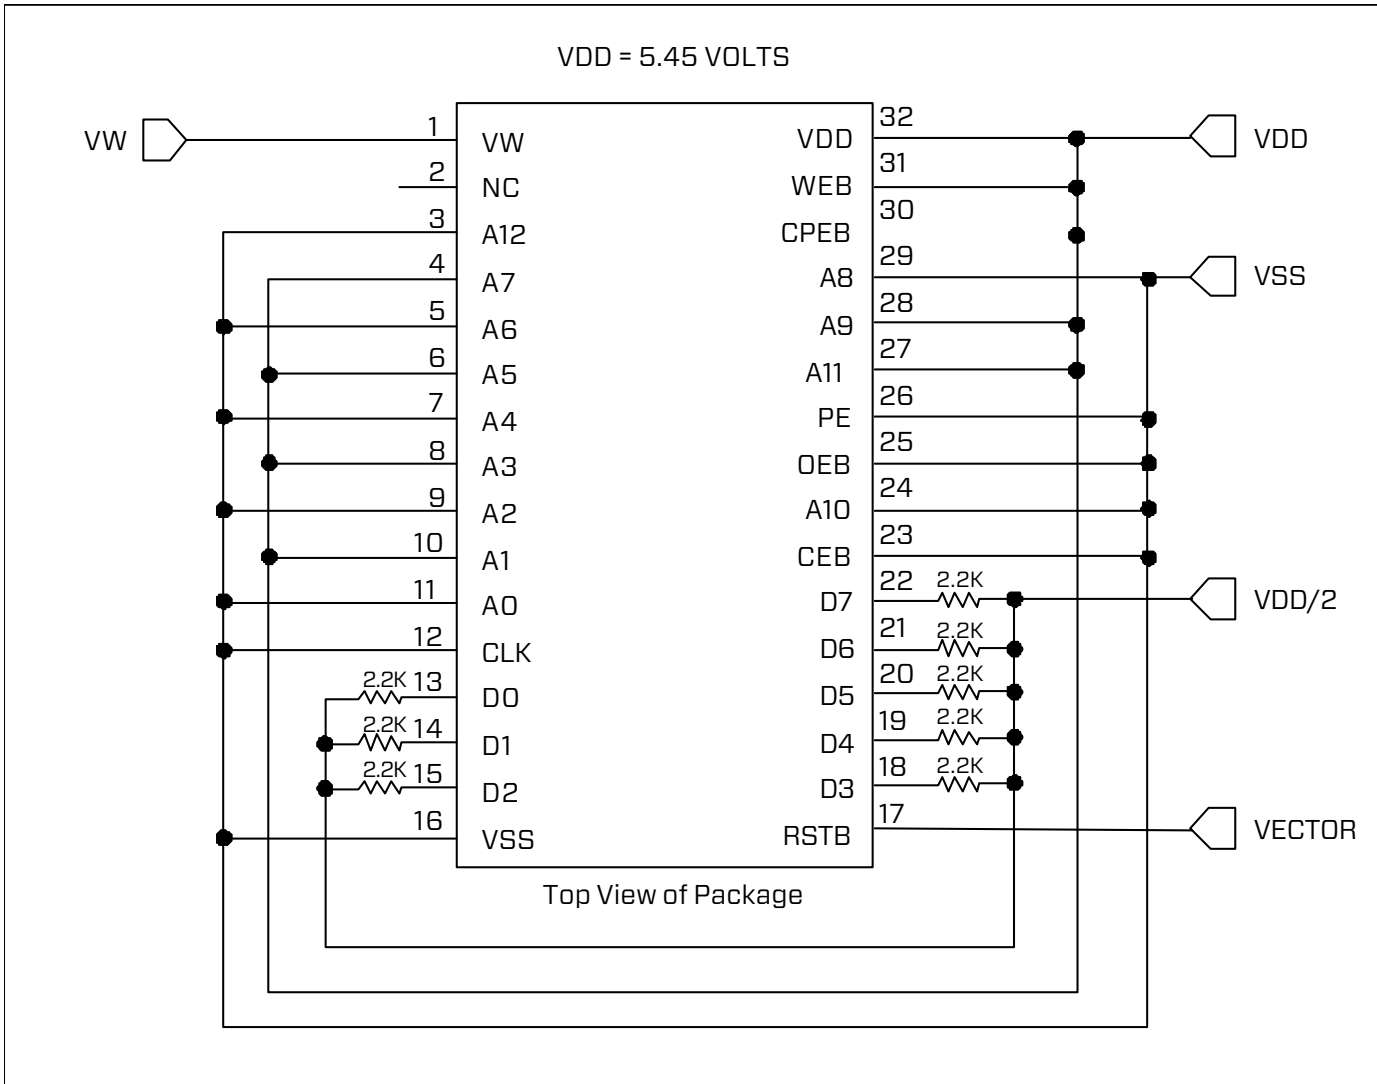 VDD = 5.45 VOLTS
VW
1
VW
2
NC
3
A12
4
A7
5
A6
6
A5
7
A4
8
A3
9
A2
10
A1
11
A0
12
CLK
2.2K
13
D0
2.2K
14
D1
2.2K
15
D2
16
VSS
32
VDD
VDD
31
WEB
30
CPEB
29
A8
VSS
28
A9
27
A11
26
PE
25
OEB
24
A10
23
CEB
22
2.2K
D7
VDD/2
21
2.2K
D6
20
2.2K
D5
19
2.2K
D4
18
2.2K
D3
17
RSTB
VECTOR
Top View of Package